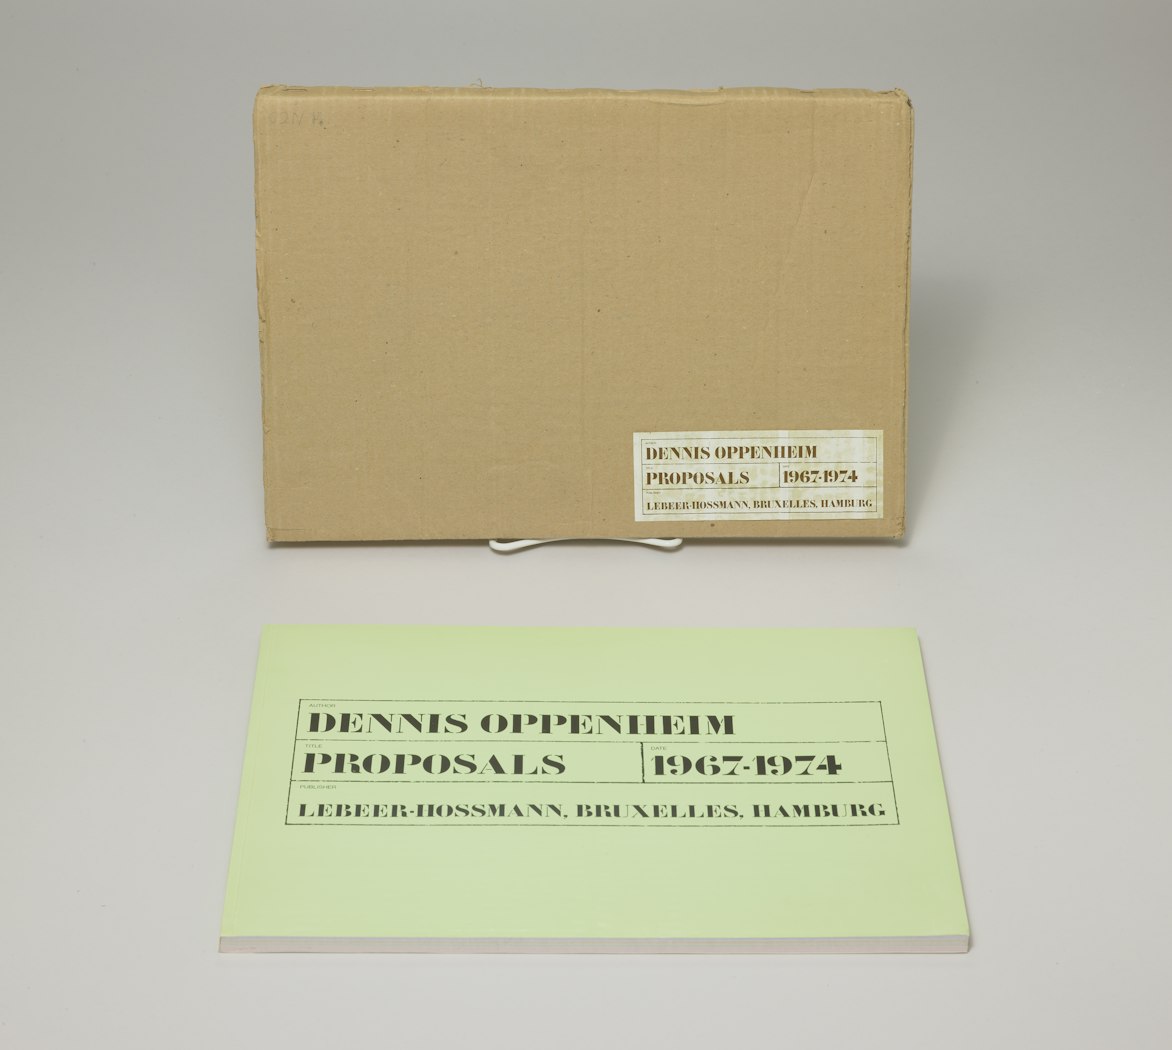 DENNIS OPPENHEIM
PROPOSALS
1967-1974
LEBEER-HOSSMANN, BRUXELLES, HAMBURG
AUTHOR
DENNIS OPPENHEIM
TITLE
DATE
PROPOSALS
1967-1974
PUBLISHER
LEBEER-HOSSMANN, BRUXELLES, HAMBURG